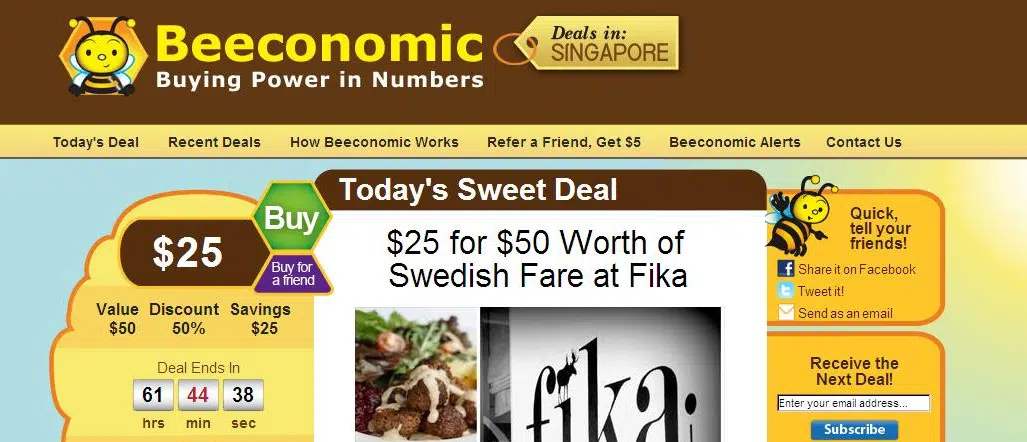 Beeconomic
Buying Power in Numbers
Deals in:
SINGAPORE
Today's Deal Recent Deals How Beeconomic Works Refer a Friend, Get $5 Beeconomic Alerts Contact Us
$25
Buy
Buy for
a friend
Value Discount Savings
$50 50% $25
Deal Ends In
61 44 38
hrs min sec
Today's Sweet Deal
$25 for $50 Worth of
Swedish Fare at Fika
fika
Quick,
tell your
friends!
Share it on Facebook
Tweet it!
Send as an email
Receive the
Next Deal!
Enter your email address...
Subscribe